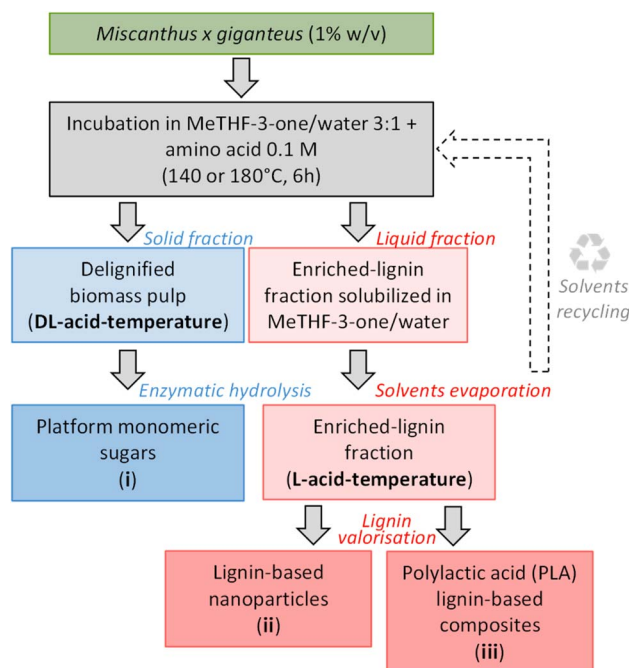 Miscanthus x giganteus (1% w/v)
Incubation in MeTHF-3-one/water 3:1 +
amino acid 0.1 M
(140 or 180°C, 6h)
Solid fraction
Liquid fraction
Delignified
biomass pulp
(DL-acid-temperature)
Enriched-lignin
fraction solubilized in
MeTHF-3-one/water
Solvents
recycling
Enzymatic hydrolysis
Solvents evaporation
Platform monomeric
sugars
(i)
Enriched-lignin
fraction
(L-acid-temperature)
Lignin
valorisation
Lignin-based
nanoparticles
(ii)
Polylactic acid (PLA)
lignin-based
composites
(iii)